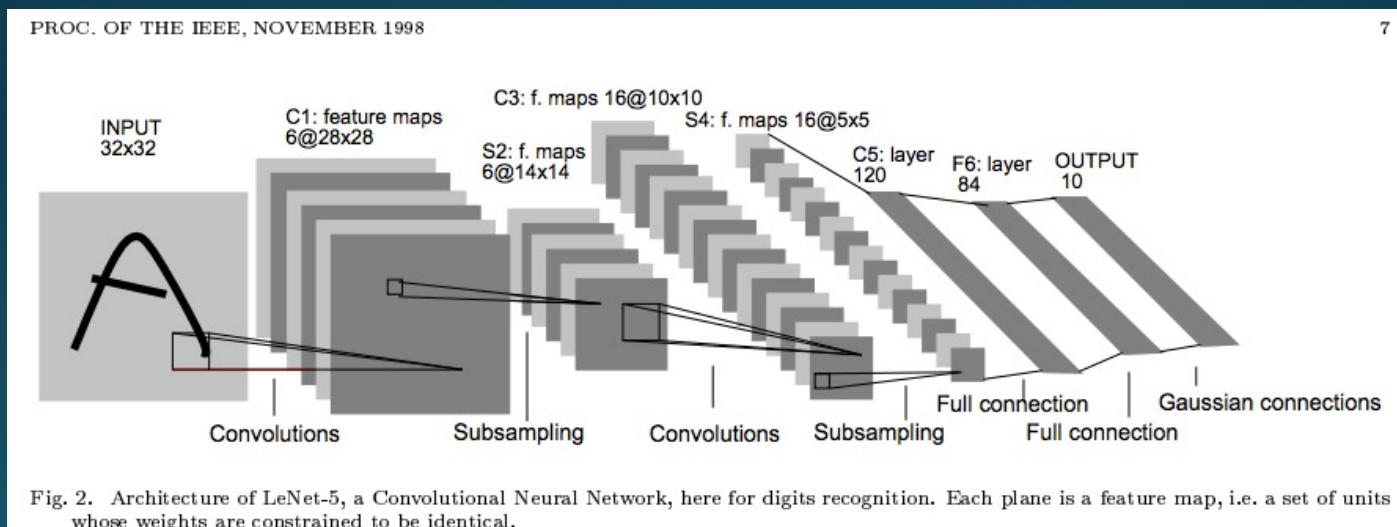 PROC. OF THE IEEE, NOVEMBER 1998
7
INPUT
32x32
C1: feature maps
6@28x28
S2: f. maps
6@14x14
C3: f. maps 16@10x10
S4: f. maps 16@5x5
C5: layer
120
F6: layer
84
OUTPUT
10
Convolutions
Subsampling
Convolutions
Subsampling
Full connection
Full connection
Gaussian connections
Fig. 2. Architecture of LeNet-5, a Convolutional Neural Network, here for digits recognition. Each plane is a feature map, i.e. a set of units
whose weights are constrained to be identical.